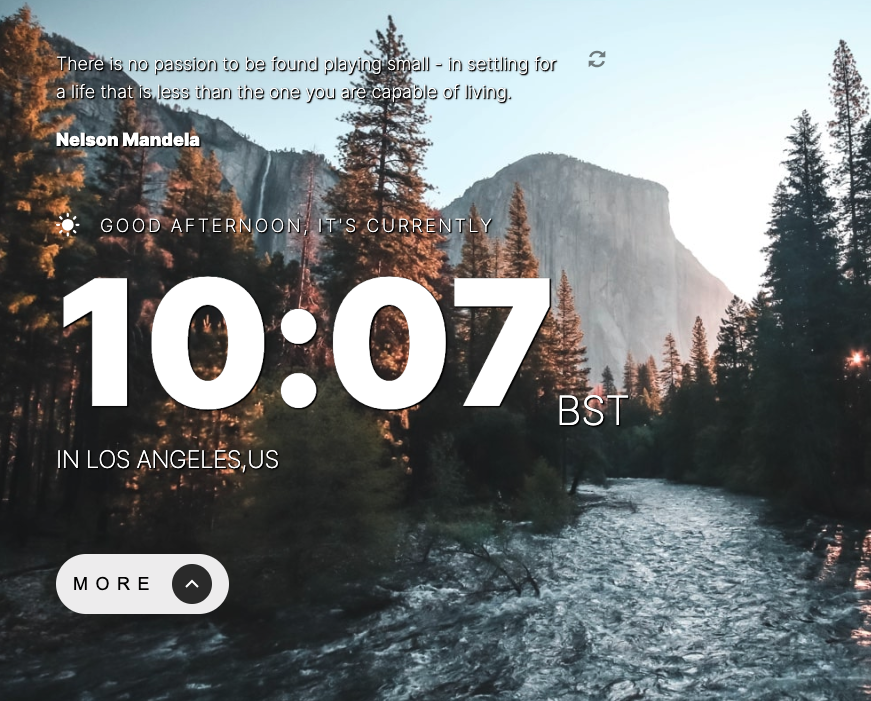 There is no passion to be found playing small - in settling for
a life that is less than the one you are capable of living.
Nelson Mandela
GOOD AFTERNOON, IT'S CURRENTLY
10:07 BST
IN LOS ANGELES,US
MORE